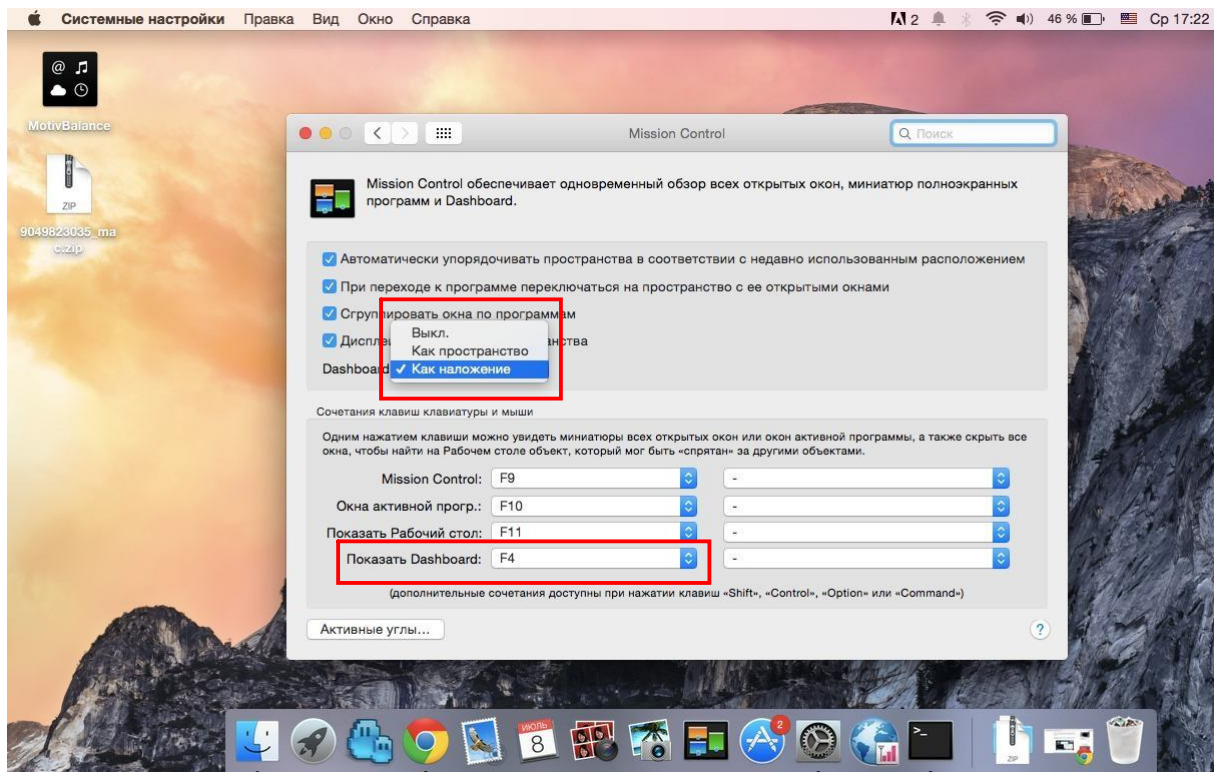 Системные настройки Правка Вид Окно Справка 2 46 % Ср 17:22
@
MotivBalance
ZIP
9049823035_ma
c.zip
Mission Control
Поиск
Mission Control обеспечивает одновременный обзор всех открытых окон, миниатюр полноэкранных
программ и Dashboard.
Автоматически упорядочивать пространства в соответствии с недавно использованным расположением
При переходе к программе переключаться на пространство с ее открытыми окнами
Сгруппировать окна по программам
Выкл.
Диспле анства
Как пространство
Dashboard ✓ Как наложение
Сочетания клавиш клавиатуры и мыши
Одним нажатием клавиши можно увидеть миниатюры всех открытых окон или окон активной программы, а также скрыть все
окна, чтобы найти на Рабочем столе объект, который мог быть «спрятан» за другими объектами.
Mission Control: F9 -
Окна активной прогр.: F10 -
Показать Рабочий стол: F11 -
Показать Dashboard: F4 -
(дополнительные сочетания доступны при нажатии клавиш «Shift», «Control», «Option» или «Command»)
Активные углы... ?
ИЮЛЬ
8
2
>_
ZIP